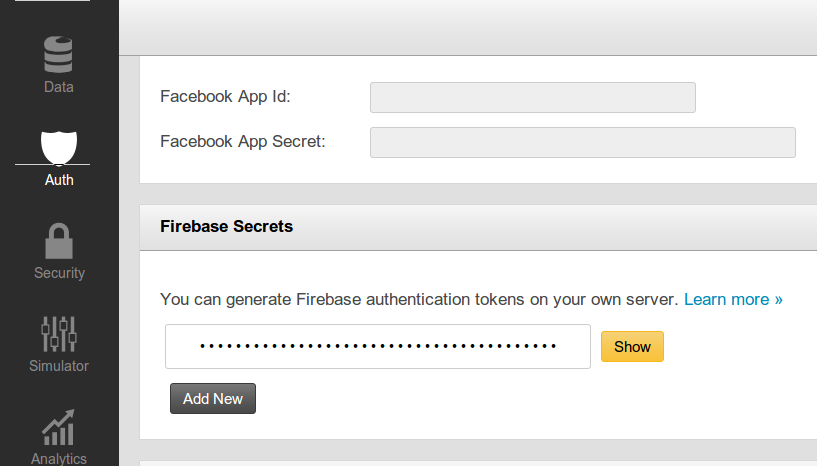 Data
Auth
Security
Simulator
Analytics
Facebook App Id:
Facebook App Secret:
Firebase Secrets
You can generate Firebase authentication tokens on your own server. Learn more »
••••••••••••••••••••••••••••••••••••••••
Show
Add New